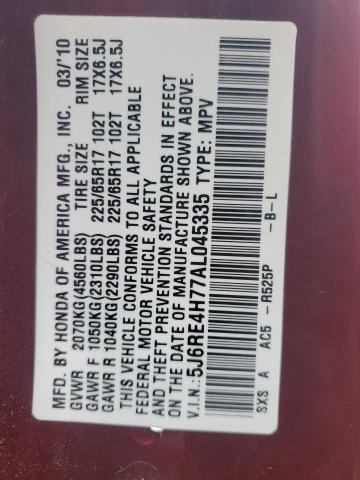 MFD. BY HONDA OF AMERICA MFG., INC. 03/'10
GVWR 2070KG(4560LBS) TIRE SIZE RIM SIZE
GAWR F 1050KG(2310LBS) 225/65R17 102T 17X6.5J
GAWR R 1040KG(2290LBS) 225/65R17 102T 17X6.5J
THIS VEHICLE CONFORMS TO ALL APPLICABLE
FEDERAL MOTOR VEHICLE SAFETY
AND THEFT PREVENTION STANDARDS IN EFFECT
ON THE DATE OF MANUFACTURE SHOWN ABOVE.
V.I.N.:5J6RE4H77AL045335 TYPE: MPV
SXS A AC5 -R525P -B-L